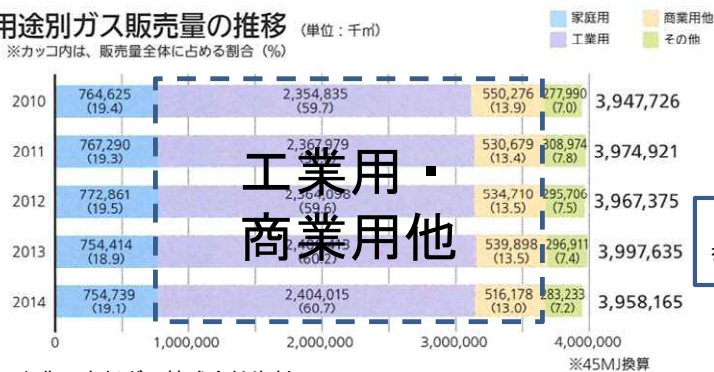 用途別ガス販売量の推移 (単位：千㎥)
※カッコ内は、販売量全体に占める割合（%）
家庭用 商業用他
工業用 その他
2010 764,625 (19.4) 2,354,835 (59.7) 550,276 (13.9) 277,990 (7.0) 3,947,726
2011 767,290 (19.3) 2,367,979 530,679 (13.4) 308,974 (7.8) 3,974,921
2012 772,861 (19.5) 2,364,098 (59.6) 534,710 (13.5) 295,706 (7.5) 3,967,375
2013 754,414 (18.9) (60.2) 539,898 (13.5) 296,911 (7.4) 3,997,635
2014 754,739 (19.1) 2,404,015 (60.7) 516,178 (13.0) 283,233 (7.2) 3,958,165
工業用・
商業用他
0 1,000,000 2,000,000 3,000,000 4,000,000
※45MJ換算